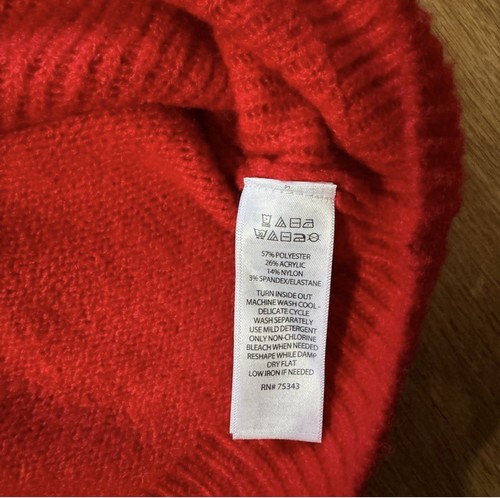 57% POLYESTER
26% ACRYLIC
14% NYLON
3% SPANDEX/ELASTANE
TURN INSIDE OUT
MACHINE WASH COOL -
DELICATE CYCLE
WASH SEPARATELY
USE MILD DETERGENT
ONLY NON-CHLORINE
BLEACH WHEN NEEDED
RESHAPE WHILE DAMP
DRY FLAT
LOW IRON IF NEEDED
RN# 75343